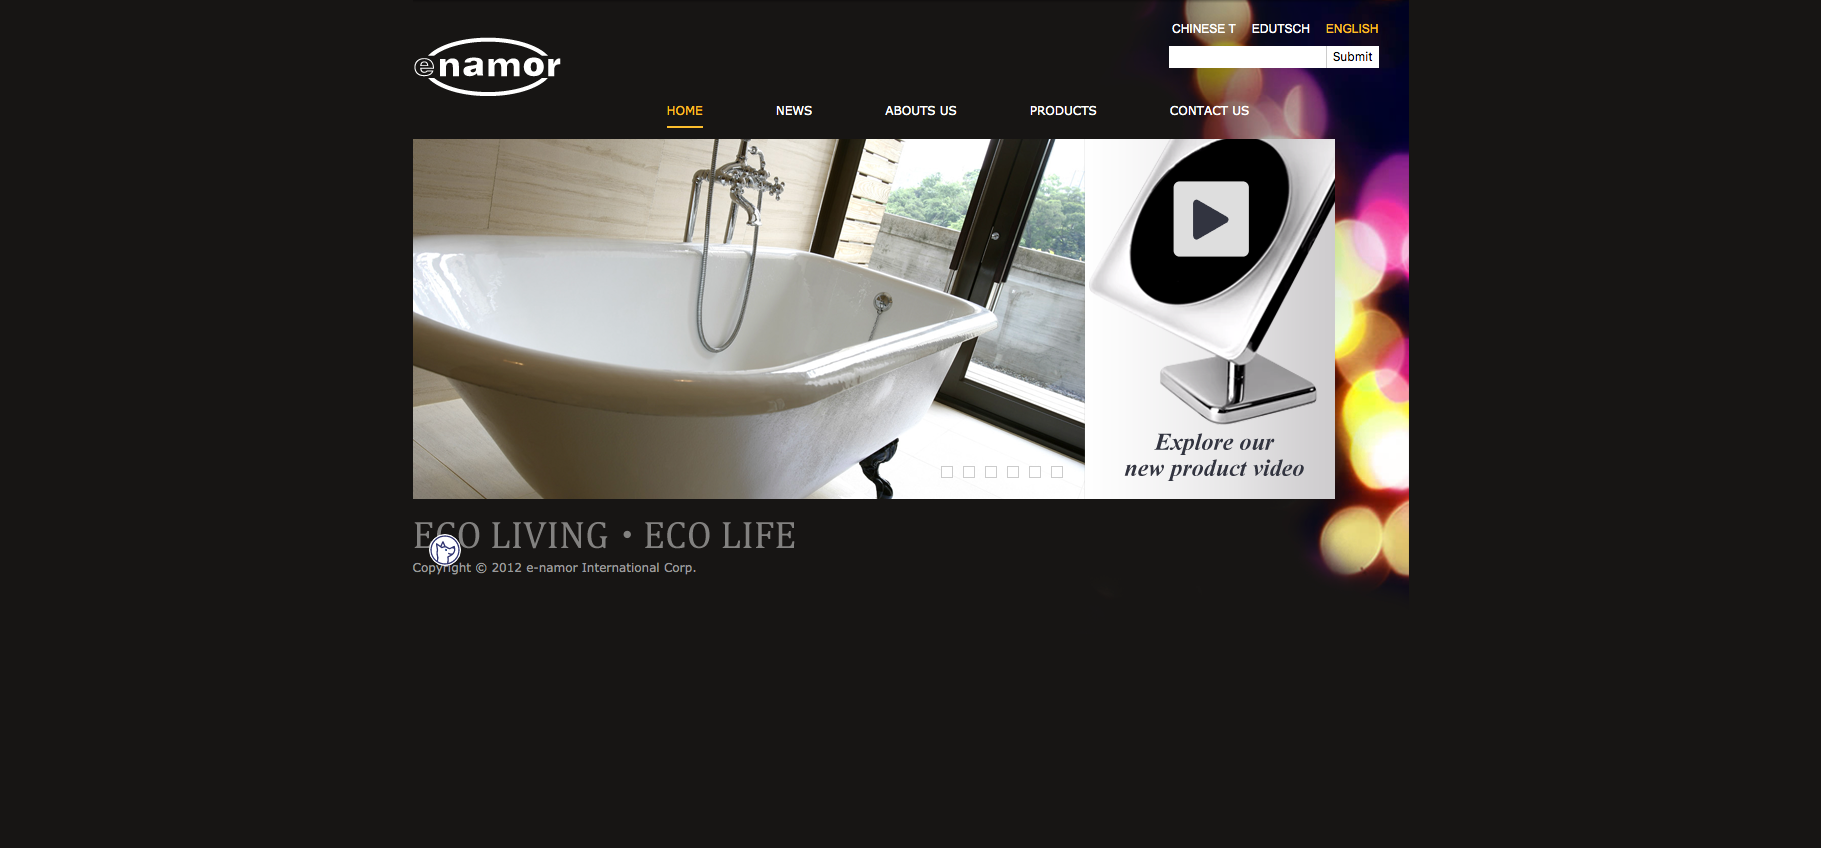 CHINESE T EDUTSCH ENGLISH
Submit
enamor
HOME NEWS ABOUTS US PRODUCTS CONTACT US
Explore our
new product video
ECO LIVING・ECO LIFE
Copyright © 2012 e-namor International Corp.